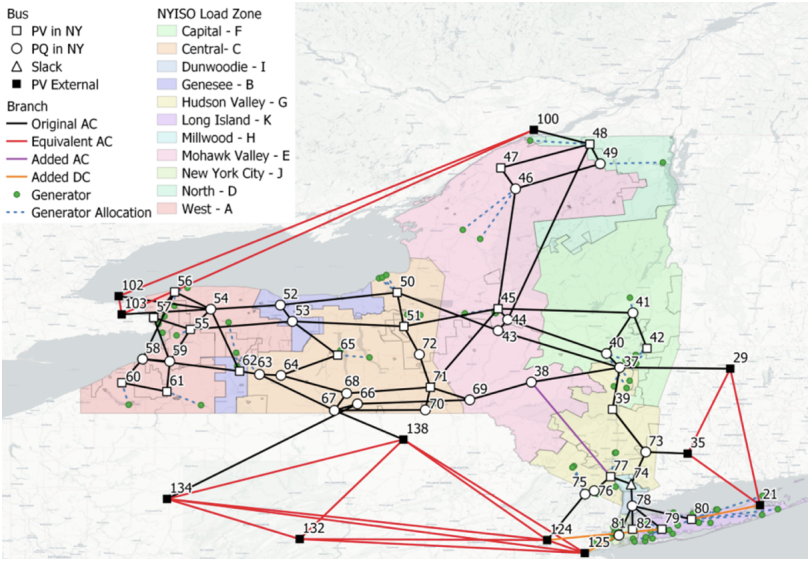 Bus
PV in NY
PQ in NY
Slack
PV External
Branch
Original AC
Equivalent AC
Added AC
Added DC
Generator
Generator Allocation
NYISO Load Zone
Capital - F
Central- C
Dunwoodie - I
Genesee - B
Hudson Valley - G
Long Island - K
Millwood - H
Mohawk Valley - E
New York City - J
North - D
West - A
100
48
47
49
46
102
103
56
57
54
55
52
53
50
51
45
44
43
41
40
42
37
29
58
59
60
61
62
63
64
65
72
71
68
66
67
70
69
38
39
138
73
35
134
132
77
74
75
76
78
80
21
124
125
81
82
79